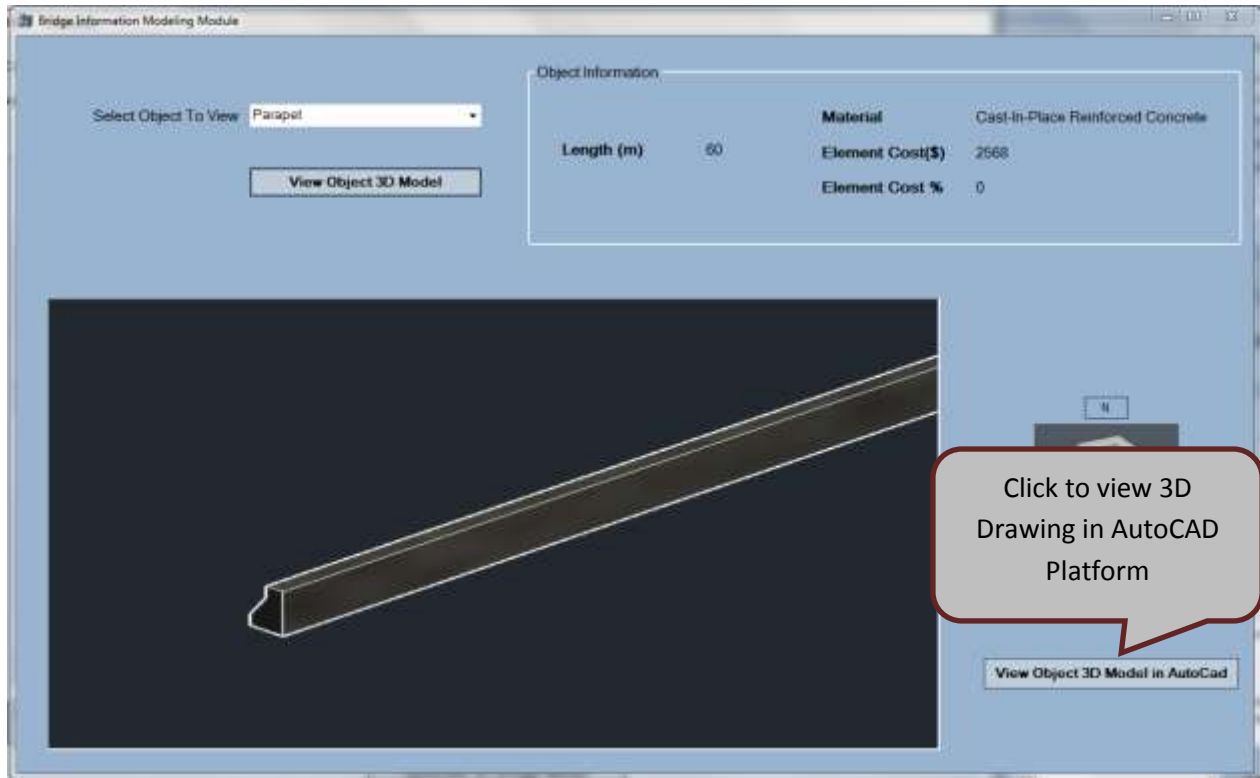 Bridge Information Modeling Module
Select Object To View
Parapet
View Object 3D Model
Object Information
Length (m)
60
Material
Cast-In-Place Reinforced Concrete
Element Cost($)
2568
Element Cost %
0
N
Click to view 3D
Drawing in AutoCAD
Platform
View Object 3D Model in AutoCad